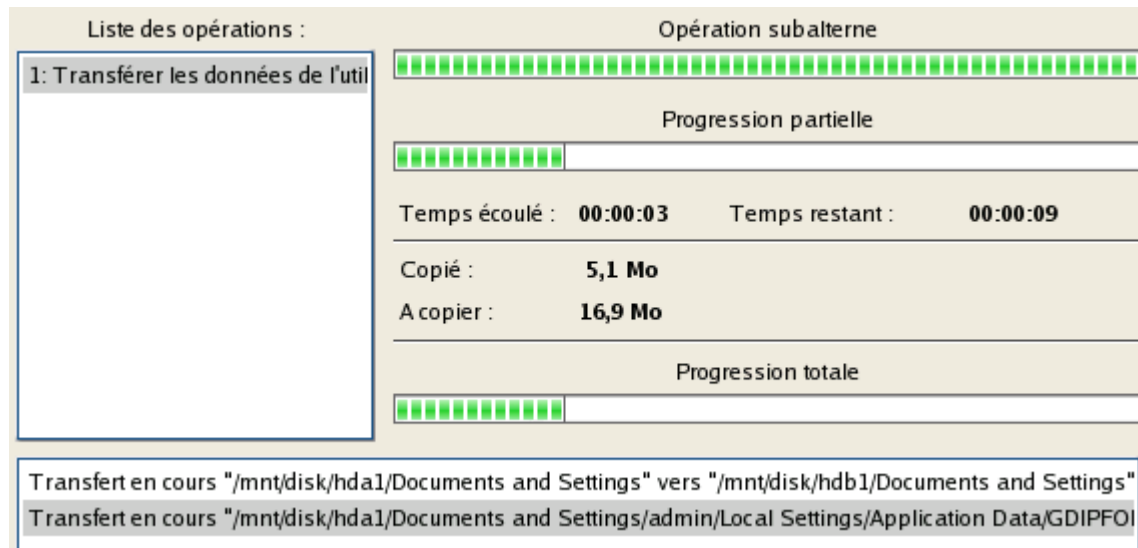 Liste des opérations :
1: Transférer les données de l'util
Opération subalterne
Progression partielle
Temps écoulé : 00:00:03 Temps restant : 00:00:09
Copié : 5,1 Mo
A copier : 16,9 Mo
Progression totale
Transfert en cours "/mnt/disk/hda1/Documents and Settings" vers "/mnt/disk/hdb1/Documents and Settings"
Transfert en cours "/mnt/disk/hda1/Documents and Settings/admin/Local Settings/Application Data/GDIPFOI